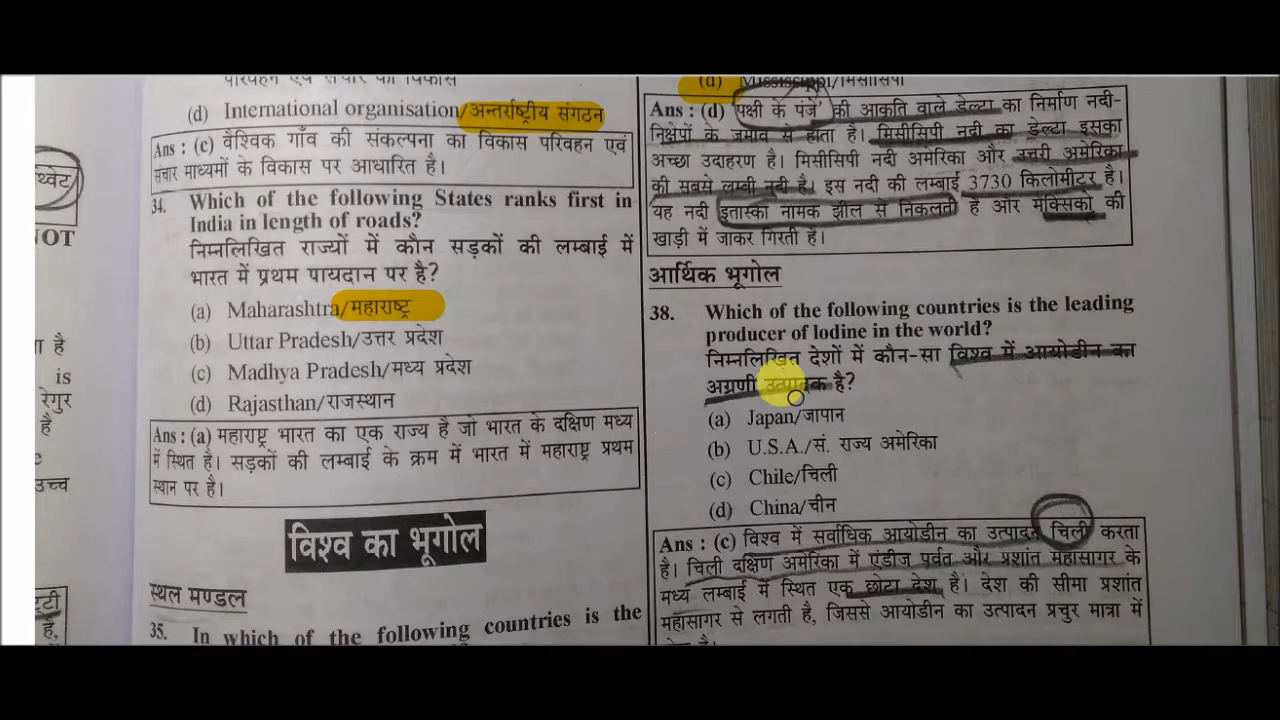 थ्वेट
NOT
ा है
is
रेगुर
है
उच्च
है,
परिवहन एवं संचार का विकास
(d) International organisation/अन्तर्राष्ट्रीय संगठन
Ans : (c) वैश्विक गाँव की संकल्पना का विकास परिवहन एवं
संचार माध्यमों के विकास पर आधारित है।
34. Which of the following States ranks first in
India in length of roads?
निम्नलिखित राज्यों में कौन सड़कों की लम्बाई में
भारत में प्रथम पायदान पर है?
(a) Maharashtra/महाराष्ट्र
(b) Uttar Pradesh/उत्तर प्रदेश
(c) Madhya Pradesh/मध्य प्रदेश
(d) Rajasthan/राजस्थान
Ans : (a) महाराष्ट्र भारत का एक राज्य है जो भारत के दक्षिण मध्य
में स्थित है। सड़कों की लम्बाई के क्रम में भारत में महाराष्ट्र प्रथम
स्थान पर है।
विश्व का भूगोल
स्थल मण्डल
35. In which of the following countries is the
(d) Mississippi/मिसीसिपी
Ans : (d) 'पक्षी के पंजे' की आकृति वाले डेल्टा का निर्माण नदी-
निक्षेपों के जमाव से होता है। मिसीसिपी नदी का डेल्टा इसका
अच्छा उदाहरण है। मिसीसिपी नदी अमेरिका और उत्तरी अमेरिका
की सबसे लम्बी नदी है। इस नदी की लम्बाई 3730 किलोमीटर है।
यह नदी इतास्का नामक झील से निकलती है और मेक्सिको की
खाड़ी में जाकर गिरती है।
आर्थिक भूगोल
38. Which of the following countries is the leading
producer of Iodine in the world?
निम्नलिखित देशों में कौन-सा विश्व में आयोडीन का
अग्रणी उत्पादक है?
(a) Japan/जापान
(b) U.S.A./सं. राज्य अमेरिका
(c) Chile/चिली
(d) China/चीन
Ans : (c) विश्व में सर्वाधिक आयोडीन का उत्पादन चिली करता
है। चिली दक्षिण अमेरिका में एंडीज पर्वत और प्रशांत महासागर के
मध्य लम्बाई में स्थित एक छोटा देश है। देश की सीमा प्रशांत
महासागर से लगती है, जिससे आयोडीन का उत्पादन प्रचुर मात्रा में